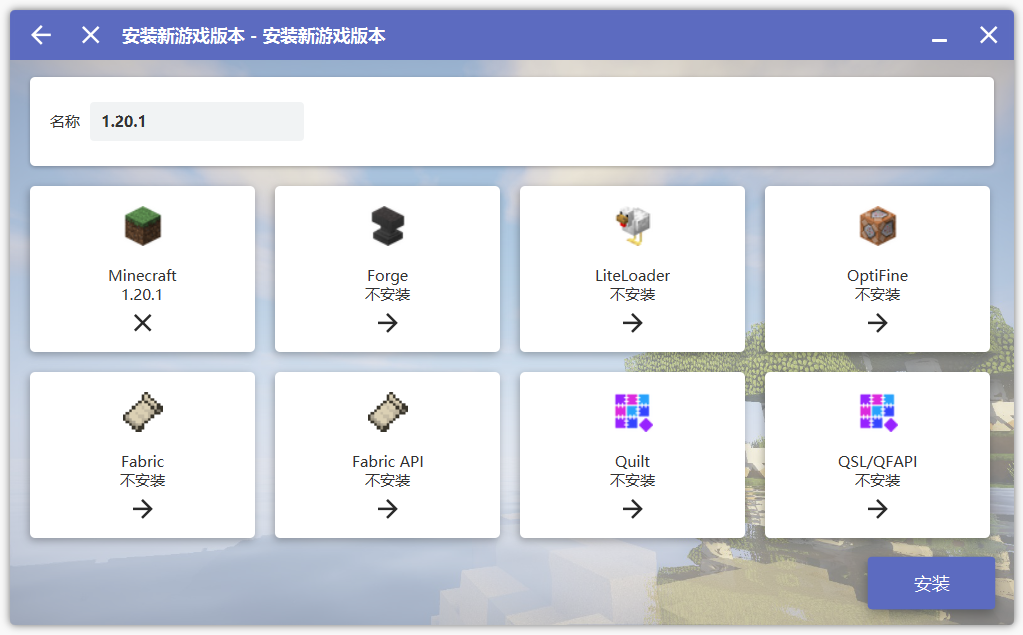 安装新游戏版本 - 安装新游戏版本
名称 1.20.1
Minecraft
1.20.1
Forge
不安装
LiteLoader
不安装
OptiFine
不安装
Fabric
不安装
Fabric API
不安装
Quilt
不安装
QSL/QFAPI
不安装
安装